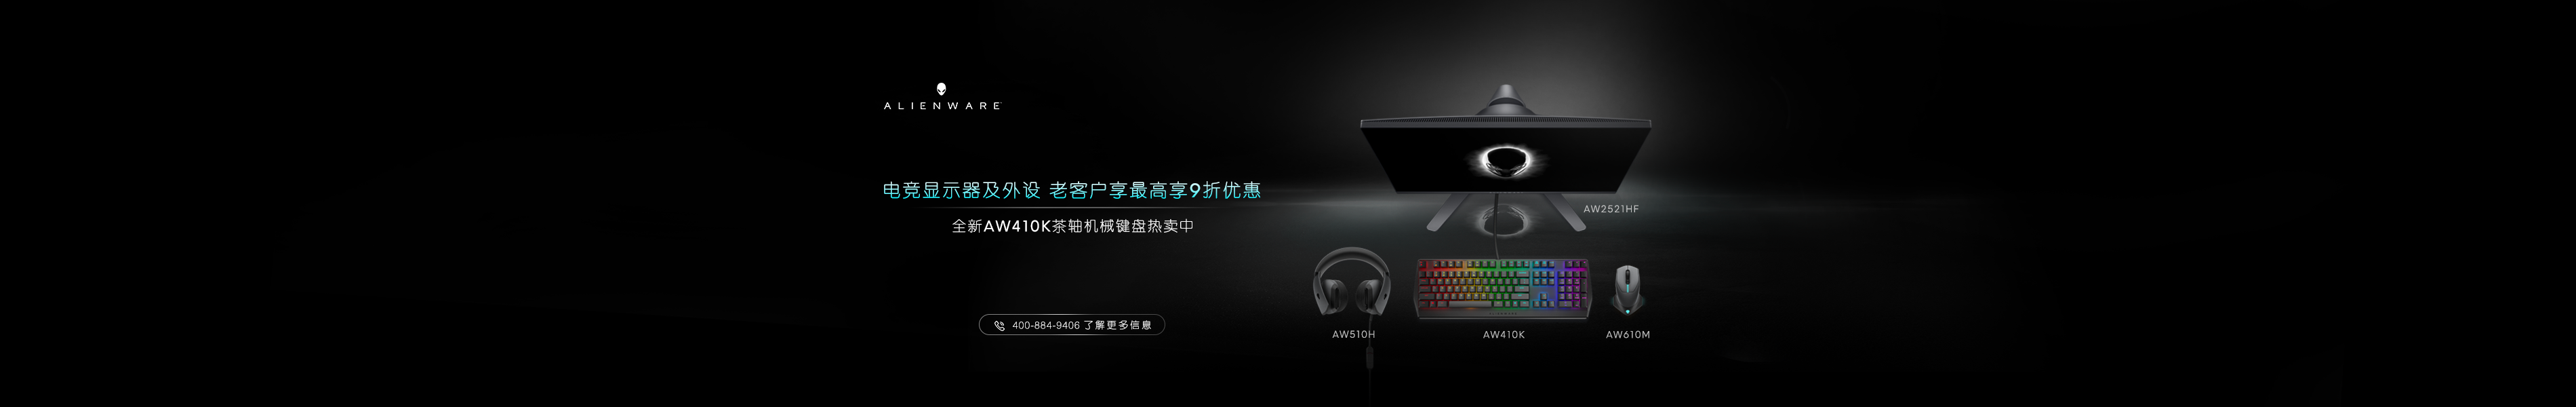 ALIENWARE
电竞显示器及外设 老客户享最高享9折优惠
全新AW410K茶轴机械键盘热卖中
400-884-9406 了解更多信息
AW2521HF
AW510H
AW410K
AW610M